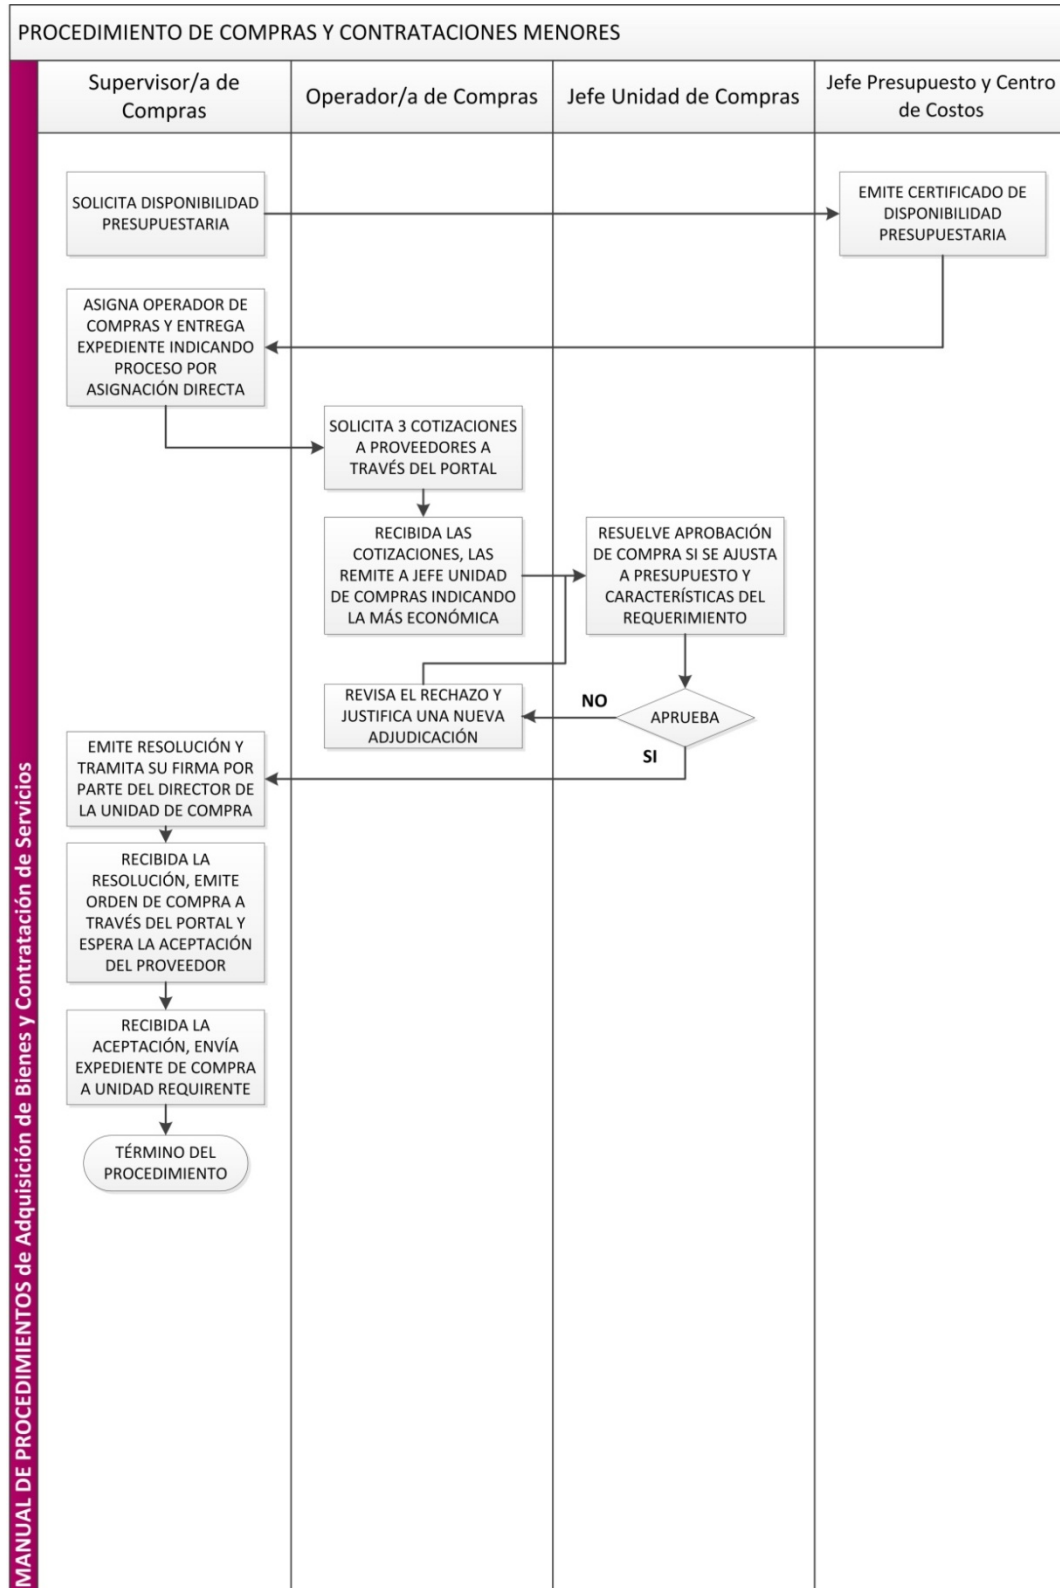 PROCEDIMIENTO DE COMPRAS Y CONTRATACIONES MENORES
MANUAL DE PROCEDIMIENTOS de Adquisición de Bienes y Contratación de Servicios
Supervisor/a de
Compras
Operador/a de Compras
Jefe Unidad de Compras
Jefe Presupuesto y Centro
de Costos
SOLICITA DISPONIBILIDAD
PRESUPUESTARIA
EMITE CERTIFICADO DE
DISPONIBILIDAD
PRESUPUESTARIA
ASIGNA OPERADOR DE
COMPRAS Y ENTREGA
EXPEDIENTE INDICANDO
PROCESO POR
ASIGNACIÓN DIRECTA
SOLICITA 3 COTIZACIONES
A PROVEEDORES A
TRAVÉS DEL PORTAL
RECIBIDA LAS
COTIZACIONES, LAS
REMITE A JEFE UNIDAD
DE COMPRAS INDICANDO
LA MÁS ECONÓMICA
RESUELVE APROBACIÓN
DE COMPRA SI SE AJUSTA
A PRESUPUESTO Y
CARACTERÍSTICAS DEL
REQUERIMIENTO
APRUEBA
NO
REVISA EL RECHAZO Y
JUSTIFICA UNA NUEVA
ADJUDICACIÓN
SI
EMITE RESOLUCIÓN Y
TRAMITA SU FIRMA POR
PARTE DEL DIRECTOR DE
LA UNIDAD DE COMPRA
RECIBIDA LA
RESOLUCIÓN, EMITE
ORDEN DE COMPRA A
TRAVÉS DEL PORTAL Y
ESPERA LA ACEPTACIÓN
DEL PROVEEDOR
RECIBIDA LA
ACEPTACIÓN, ENVÍA
EXPEDIENTE DE COMPRA
A UNIDAD REQUIRENTE
TÉRMINO DEL
PROCEDIMIENTO